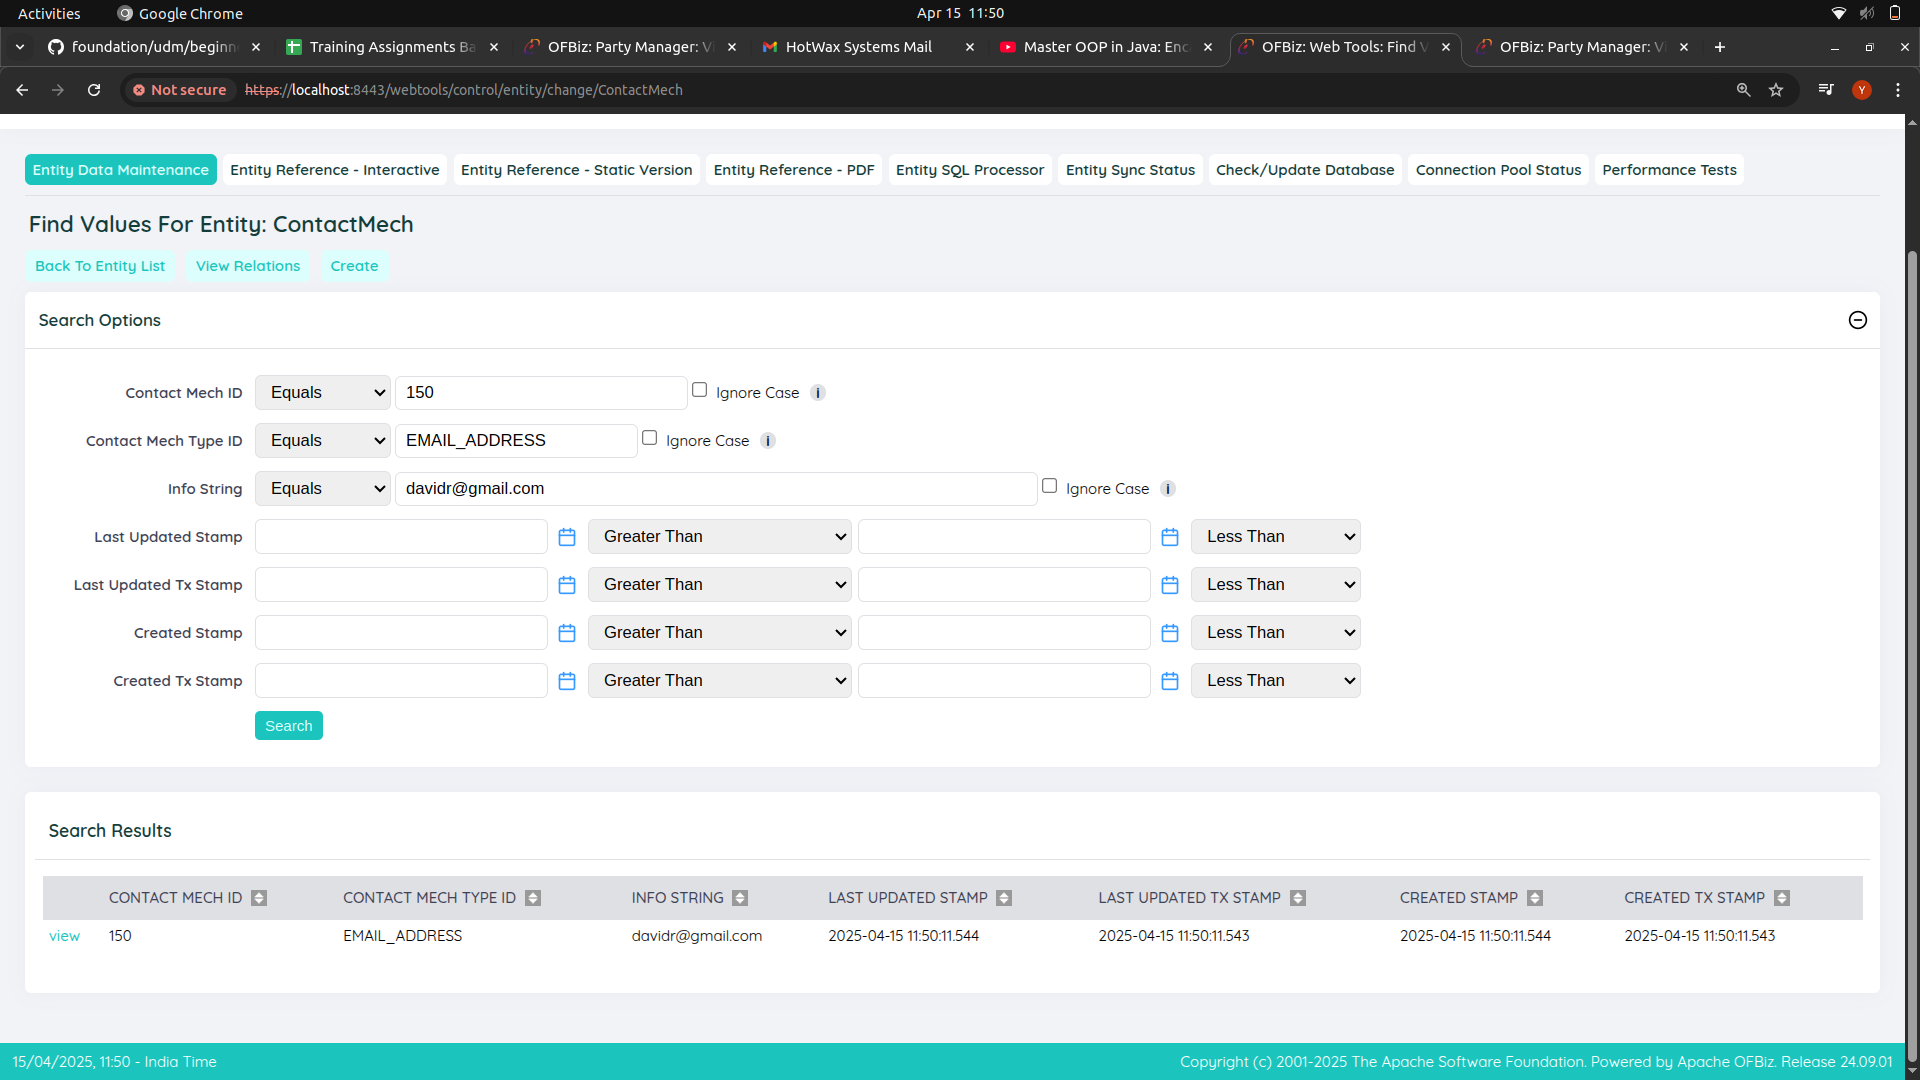 Activities Google Chrome Apr 15 11:50
foundation/udm/beginn Training Assignments Ba OFBiz: Party Manager: Vi HotWax Systems Mail Master OOP in Java: Enc OFBiz: Web Tools: Find V OFBiz: Party Manager: Vi
Not secure https://localhost:8443/webtools/control/entity/change/ContactMech Y
Entity Data Maintenance Entity Reference - Interactive Entity Reference - Static Version Entity Reference - PDF Entity SQL Processor Entity Sync Status Check/Update Database Connection Pool Status Performance Tests
Find Values For Entity: ContactMech
Back To Entity List View Relations Create
Search Options
Contact Mech ID Equals 150 Ignore Case i
Contact Mech Type ID Equals EMAIL_ADDRESS Ignore Case i
Info String Equals davidr@gmail.com Ignore Case i
Last Updated Stamp Greater Than Less Than
Last Updated Tx Stamp Greater Than Less Than
Created Stamp Greater Than Less Than
Created Tx Stamp Greater Than Less Than
Search
Search Results
CONTACT MECH ID CONTACT MECH TYPE ID INFO STRING LAST UPDATED STAMP LAST UPDATED TX STAMP CREATED STAMP CREATED TX STAMP
view 150 EMAIL_ADDRESS davidr@gmail.com 2025-04-15 11:50:11.544 2025-04-15 11:50:11.543 2025-04-15 11:50:11.544 2025-04-15 11:50:11.543
15/04/2025, 11:50 - India Time Copyright (c) 2001-2025 The Apache Software Foundation. Powered by Apache OFBiz. Release 24.09.01